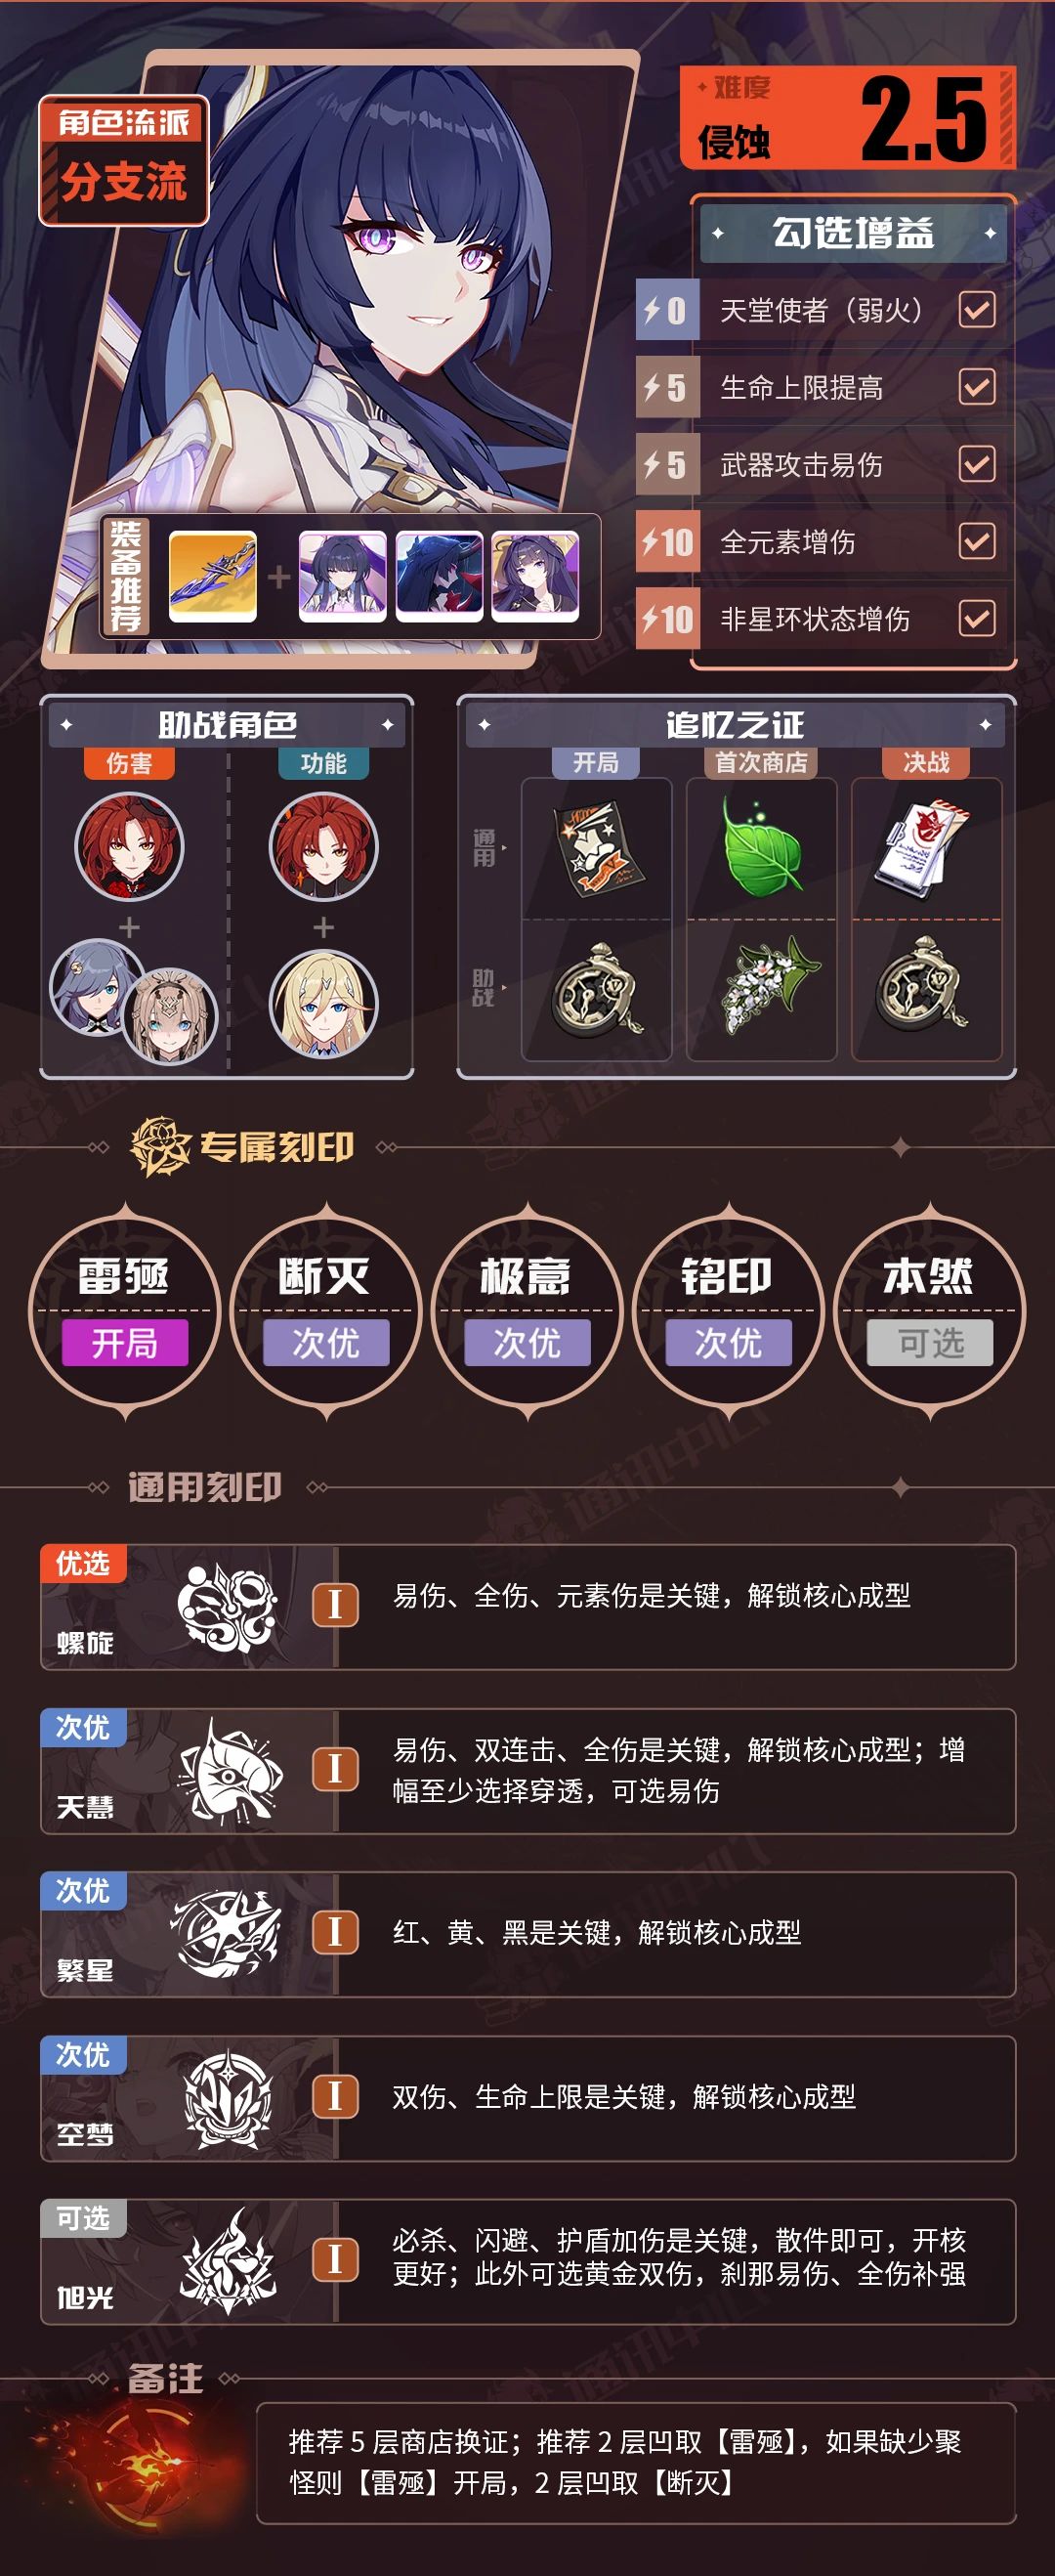 角色流派
分支流
难度
侵蚀
2.5
勾选增益
0 天堂使者（弱火）
5 生命上限提高
5 武器攻击易伤
10 全元素增伤
10 非星环状态增伤
装备推荐
+
助战角色
伤害
功能
+
+
追忆之证
开局
首次商店
决战
通用
助战
专属刻印
雷殛
开局
断灭
次优
极意
次优
铭印
次优
本然
可选
通用刻印
优选
螺旋
I
易伤、全伤、元素伤是关键，解锁核心成型
次优
天慧
I
易伤、双连击、全伤是关键，解锁核心成型；增
幅至少选择穿透，可选易伤
次优
繁星
I
红、黄、黑是关键，解锁核心成型
次优
空梦
I
双伤、生命上限是关键，解锁核心成型
可选
旭光
I
必杀、闪避、护盾加伤是关键，散件即可，开核
更好；此外可选黄金双伤，刹那易伤、全伤补强
备注
推荐 5 层商店换证；推荐 2 层凹取【雷殛】，如果缺少聚
怪则【雷殛】开局，2 层凹取【断灭】
通讯中心